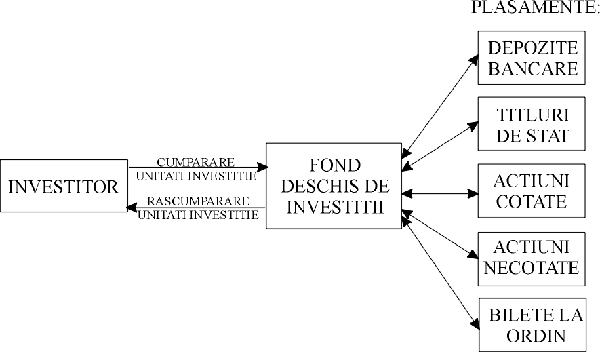 PLASAMENTE:
INVESTITOR
CUMPARARE
UNITATI INVESTITIE
RASCUMPARARE
UNITATI INVESTITIE
FOND
DESCHIS DE
INVESTITII
DEPOZITE
BANCARE
TITLURI
DE STAT
ACTIUNI
COTATE
ACTIUNI
NECOTATE
BILETE LA
ORDIN